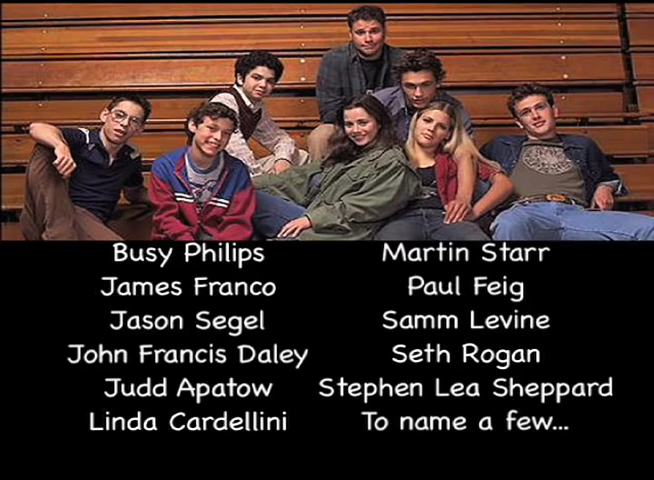 Busy Philips
James Franco
Jason Segel
John Francis Daley
Judd Apatow
Linda Cardellini
Martin Starr
Paul Feig
Samm Levine
Seth Rogan
Stephen Lea Sheppard
To name a few...